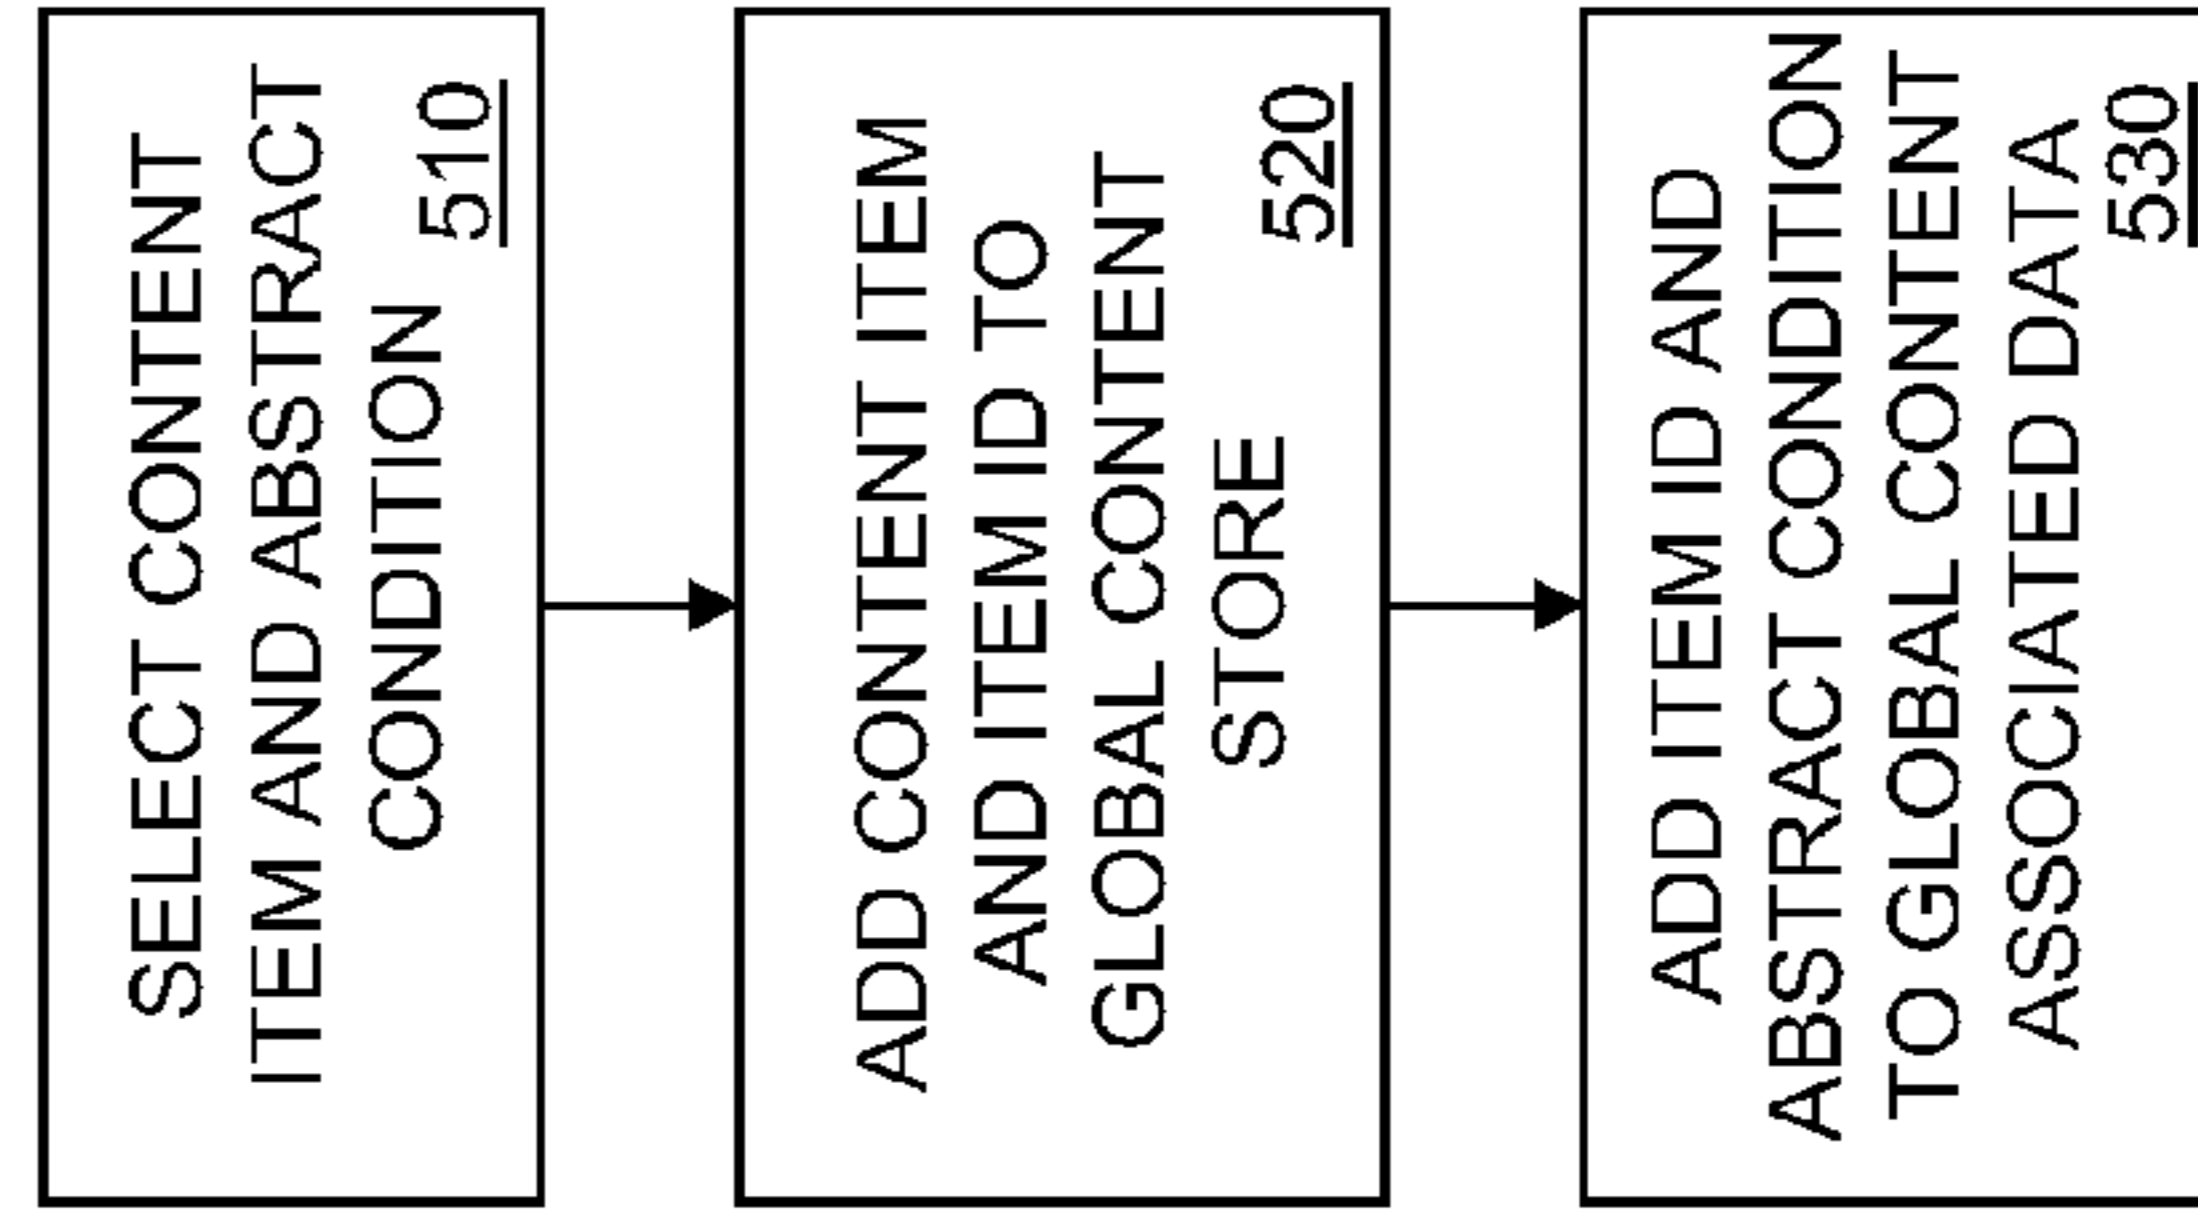 SELECT CONTENT
ITEM AND ABSTRACT
CONDITION
510
ADD CONTENT ITEM
AND ITEM ID TO
GLOBAL CONTENT
STORE
520
ADD ITEM ID AND
ABSTRACT CONDITION
TO GLOBAL CONTENT
ASSOCIATED DATA
530